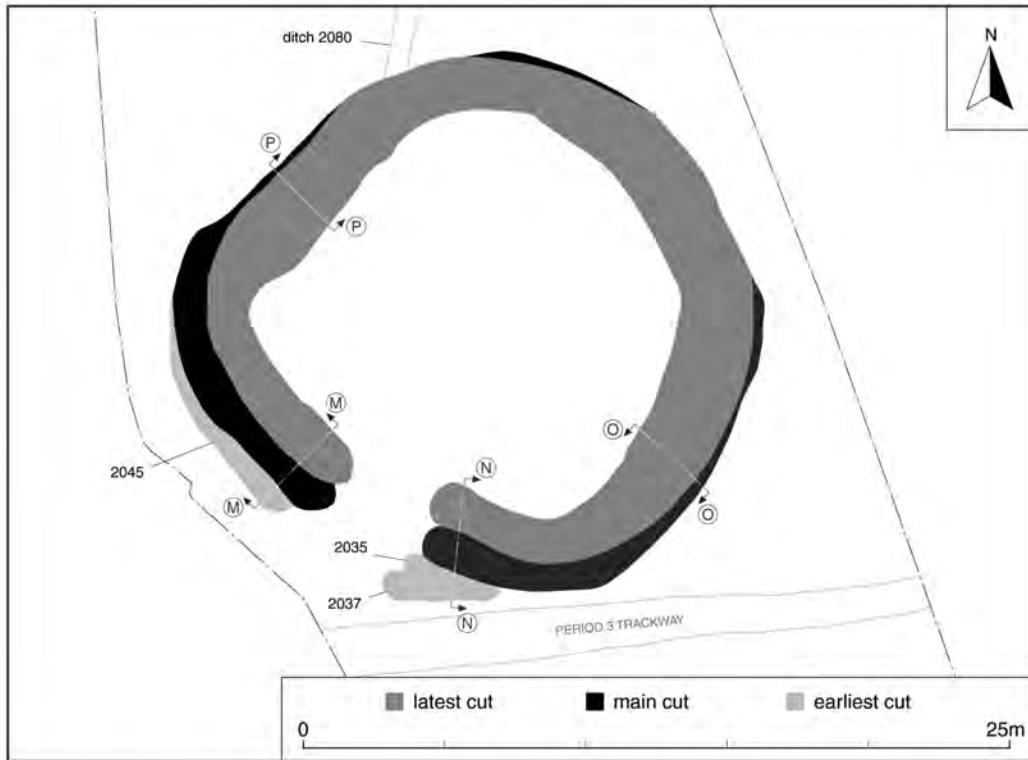 ditch 2080
N
P
P
M
O
N
2045
M
O
2035
2037
N
PERIOD 3 TRACKWAY
latest cut
main cut
earliest cut
0
25m